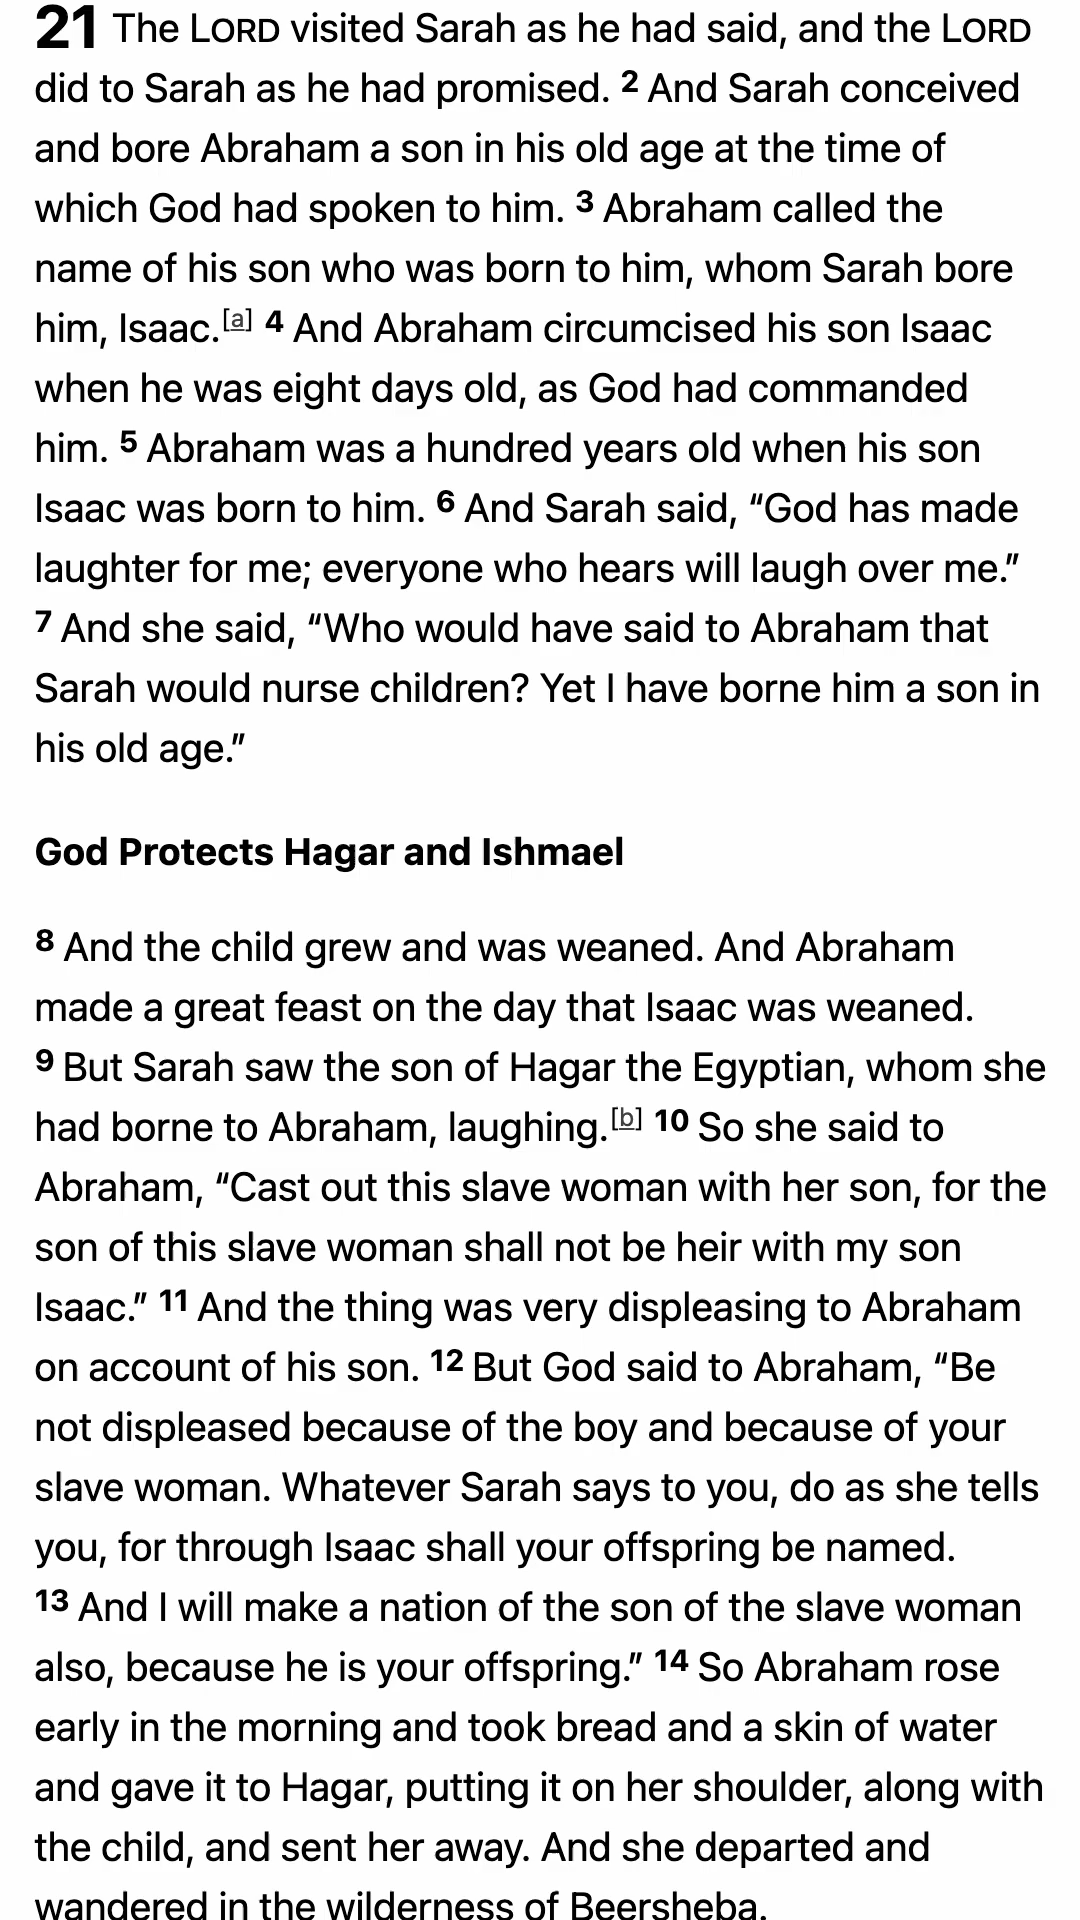 21 The LORD visited Sarah as he had said, and the LORD
did to Sarah as he had promised. 2 And Sarah conceived
and bore Abraham a son in his old age at the time of
which God had spoken to him. 3 Abraham called the
name of his son who was born to him, whom Sarah bore
him, Isaac.[a] 4 And Abraham circumcised his son Isaac
when he was eight days old, as God had commanded
him. 5 Abraham was a hundred years old when his son
Isaac was born to him. 6 And Sarah said, “God has made
laughter for me; everyone who hears will laugh over me.”
7 And she said, “Who would have said to Abraham that
Sarah would nurse children? Yet I have borne him a son in
his old age.”
God Protects Hagar and Ishmael
8 And the child grew and was weaned. And Abraham
made a great feast on the day that Isaac was weaned.
9 But Sarah saw the son of Hagar the Egyptian, whom she
had borne to Abraham, laughing.[b] 10 So she said to
Abraham, “Cast out this slave woman with her son, for the
son of this slave woman shall not be heir with my son
Isaac.” 11 And the thing was very displeasing to Abraham
on account of his son. 12 But God said to Abraham, “Be
not displeased because of the boy and because of your
slave woman. Whatever Sarah says to you, do as she tells
you, for through Isaac shall your offspring be named.
13 And I will make a nation of the son of the slave woman
also, because he is your offspring.” 14 So Abraham rose
early in the morning and took bread and a skin of water
and gave it to Hagar, putting it on her shoulder, along with
the child, and sent her away. And she departed and
wandered in the wilderness of Beersheba.